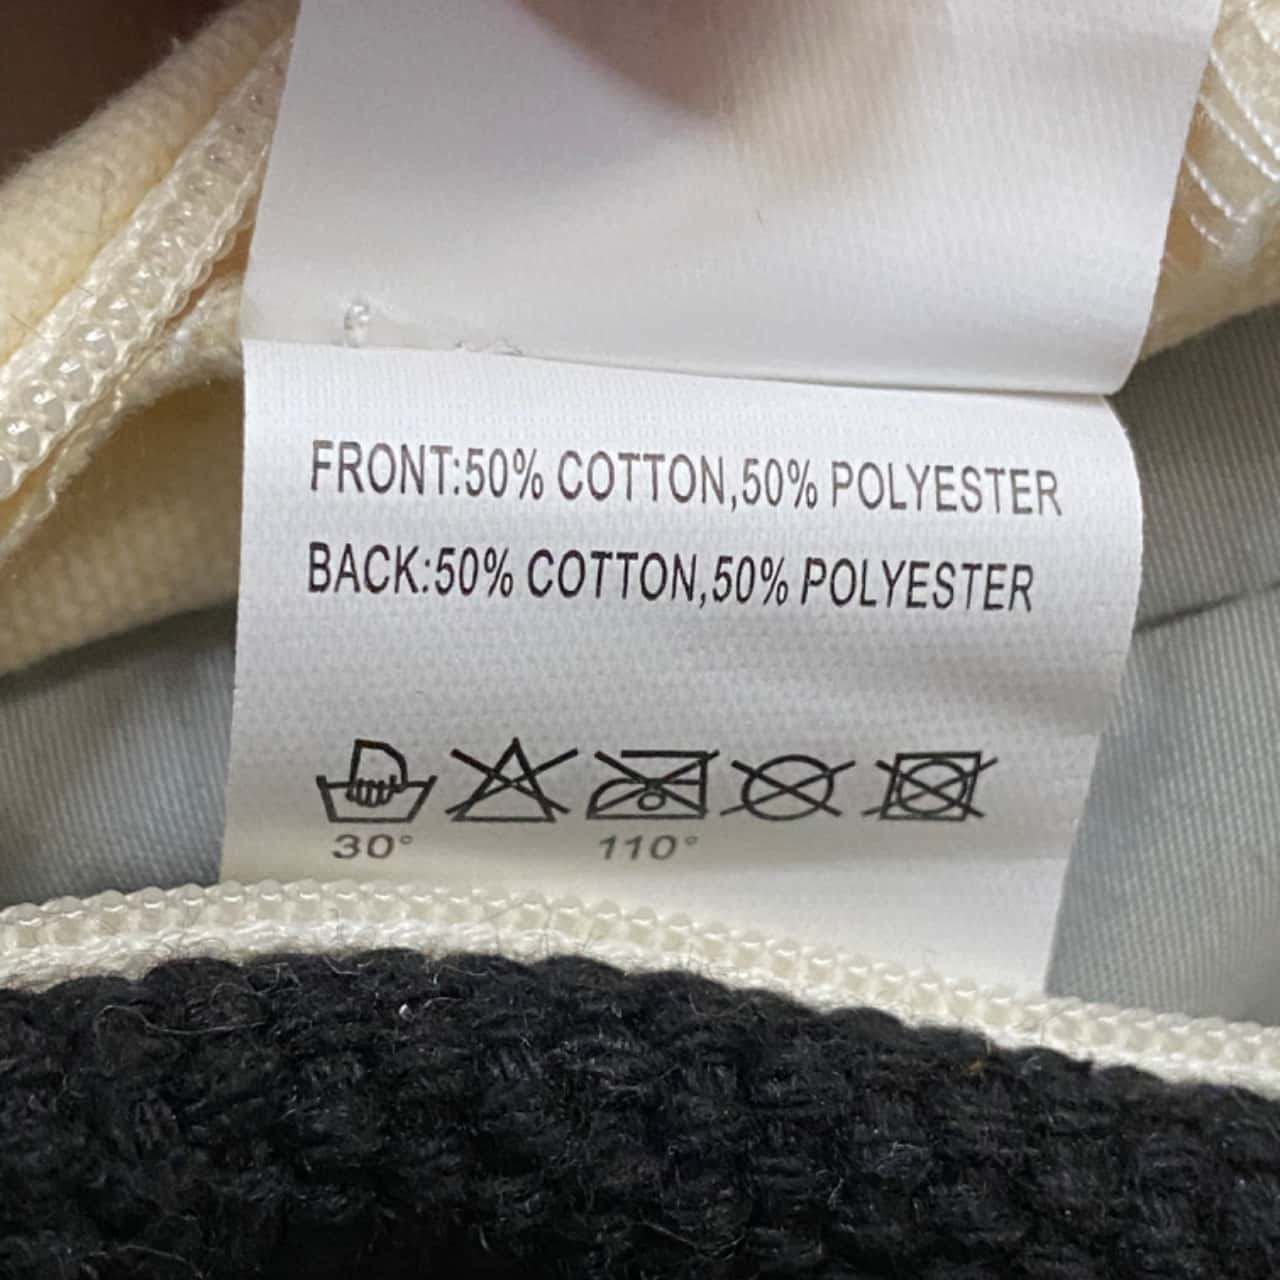 FRONT:50% COTTON,50% POLYESTER
BACK:50% COTTON,50% POLYESTER
30° 110°